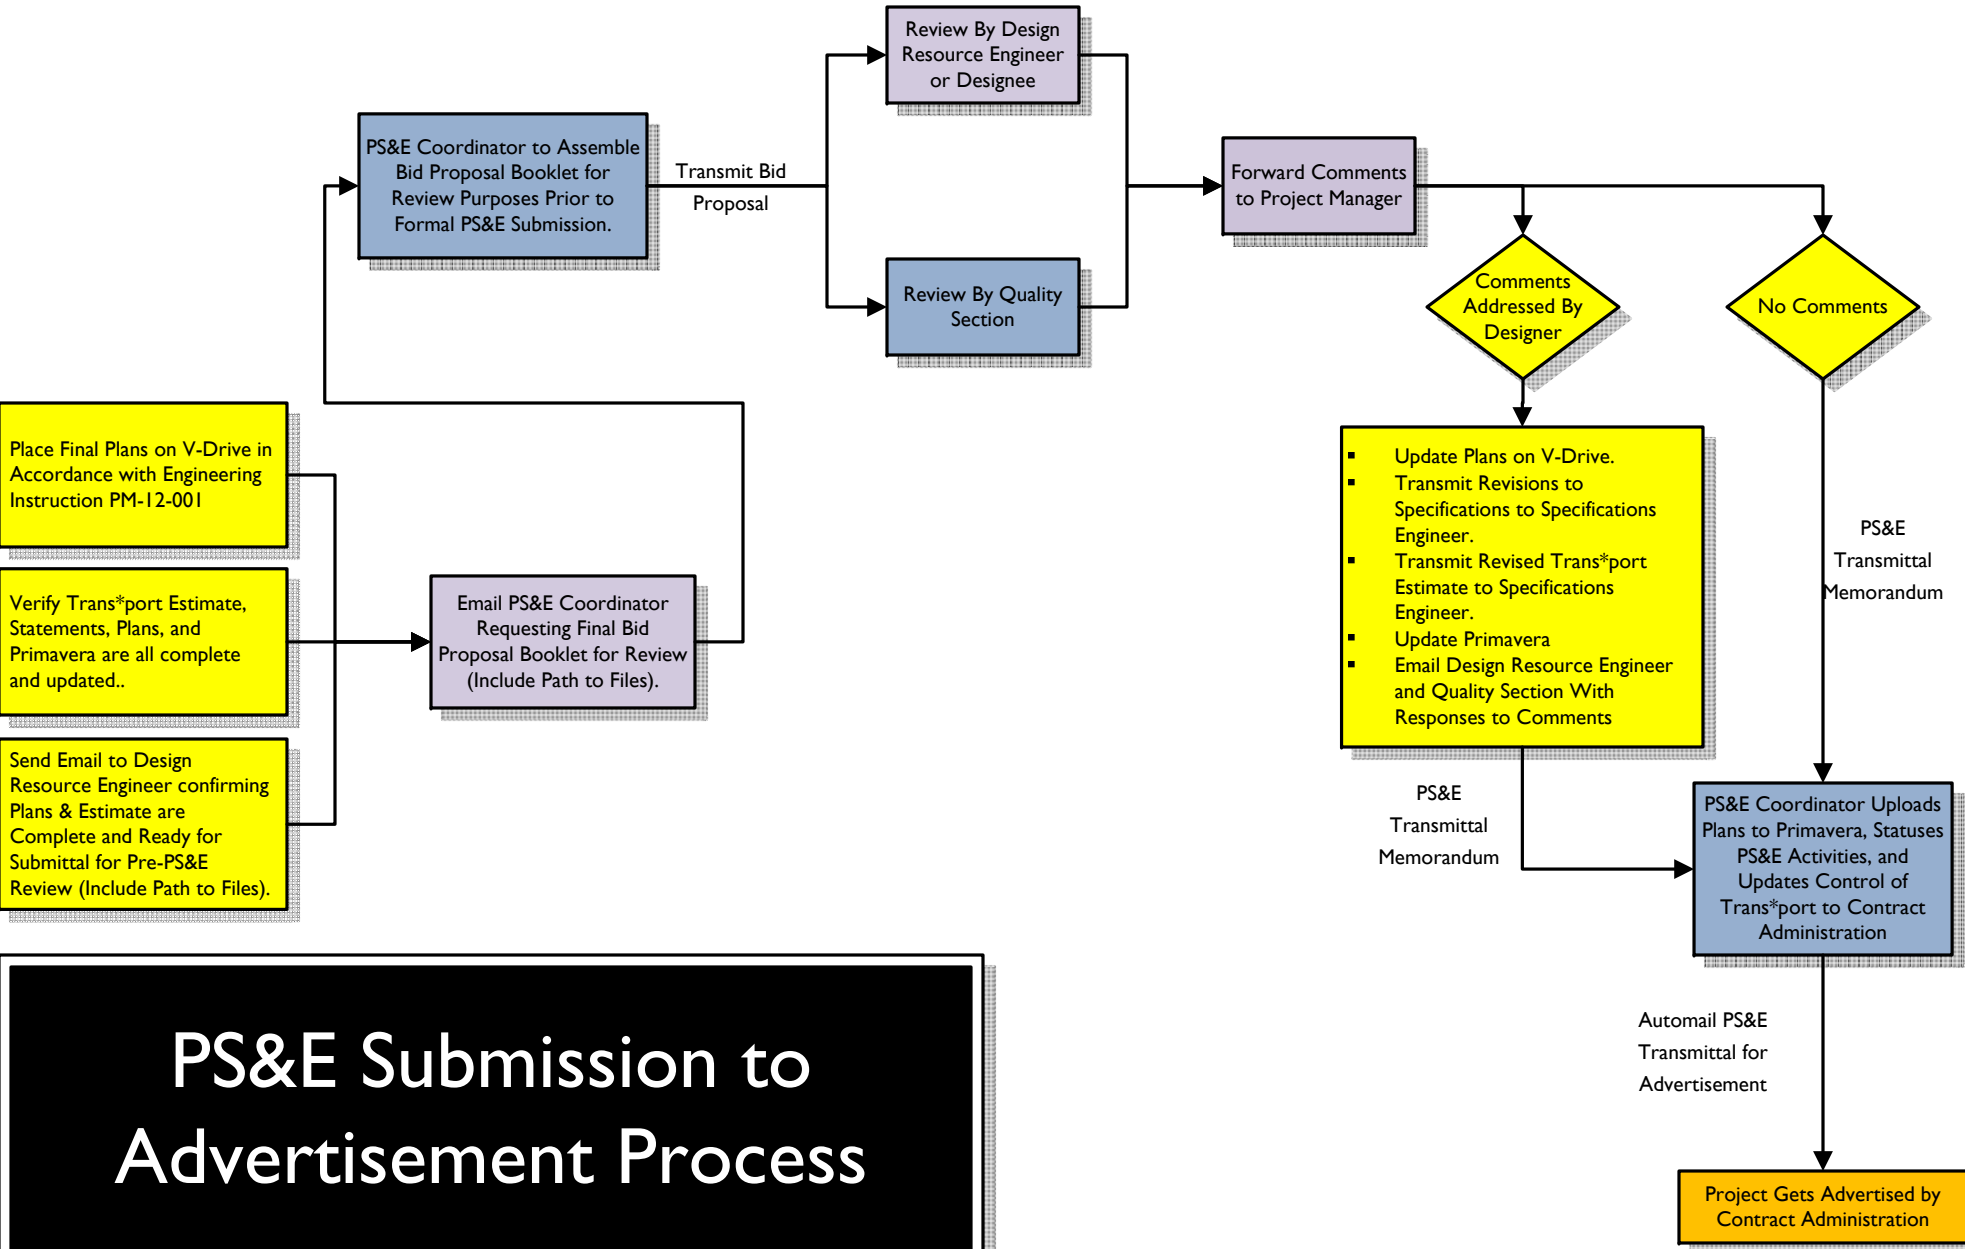 Review By Design
Resource Engineer
or Designee
PS&E Coordinator to Assemble
Bid Proposal Booklet for
Review Purposes Prior to
Formal PS&E Submission.
Transmit Bid
Proposal
Forward Comments
to Project Manager
Review By Quality
Section
Comments
Addressed By
Designer
No Comments
Place Final Plans on V-Drive in
Accordance with Engineering
Instruction PM-12-001
Verify Trans*port Estimate,
Statements, Plans, and
Primavera are all complete
and updated..
Send Email to Design
Resource Engineer confirming
Plans & Estimate are
Complete and Ready for
Submittal for Pre-PS&E
Review (Include Path to Files).
Email PS&E Coordinator
Requesting Final Bid
Proposal Booklet for Review
(Include Path to Files).
▪ Update Plans on V-Drive.
▪ Transmit Revisions to
Specifications to Specifications
Engineer.
▪ Transmit Revised Trans*port
Estimate to Specifications
Engineer.
▪ Update Primavera
▪ Email Design Resource Engineer
and Quality Section With
Responses to Comments
PS&E
Transmittal
Memorandum
PS&E
Transmittal
Memorandum
PS&E Coordinator Uploads
Plans to Primavera, Statuses
PS&E Activities, and
Updates Control of
Trans*port to Contract
Administration
Automail PS&E
Transmittal for
Advertisement
Project Gets Advertised by
Contract Administration
PS&E Submission to
Advertisement Process